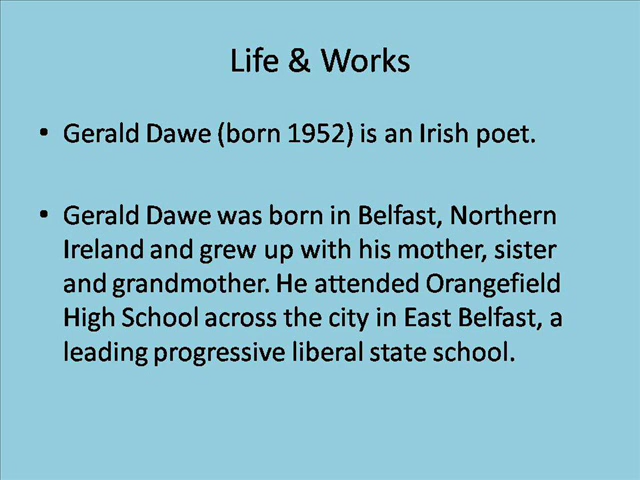 Life & Works
• Gerald Dawe (born 1952) is an Irish poet.
• Gerald Dawe was born in Belfast, Northern
Ireland and grew up with his mother, sister
and grandmother. He attended Orangefield
High School across the city in East Belfast, a
leading progressive liberal state school.